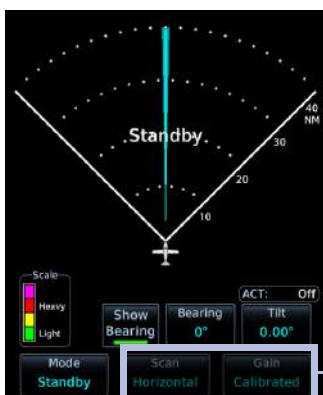 40
NM
30
Standby
20
10
Scale
Heavy
Light
ACT: Off
Show
Bearing
Bearing
0°
Tilt
0.00°
Mode
Standby
Scan
Horizontal
Gain
Calibrated